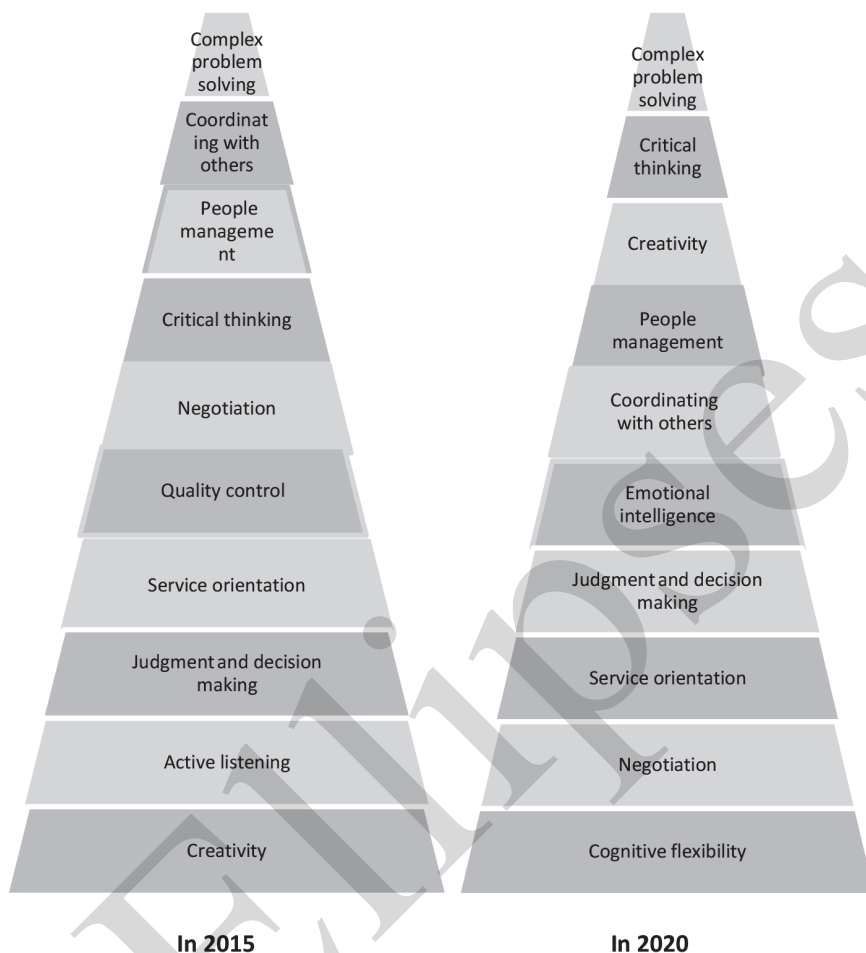 Complex
problem
solving
Coordinat
ing with
others
People
manageme
nt
Critical thinking
Negotiation
Quality control
Service orientation
Judgment and decision
making
Active listening
Creativity
In 2015
Complex
problem
solving
Critical
thinking
Creativity
People
management
Coordinating
with others
Emotional
intelligence
Judgment and decision
making
Service orientation
Negotiation
Cognitive flexibility
In 2020
Ellipses